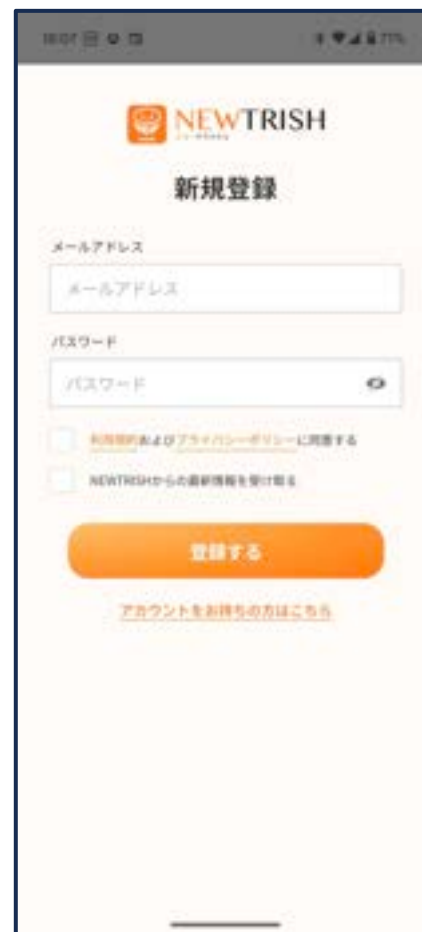 NEWTRISH
新規登録
メールアドレス
メールアドレス
パスワード
パスワード
利用規約およびプライバシーポリシーに同意する
NEWTRISHからの最新情報を受け取る
登録する
アカウントをお持ちの方はこちら